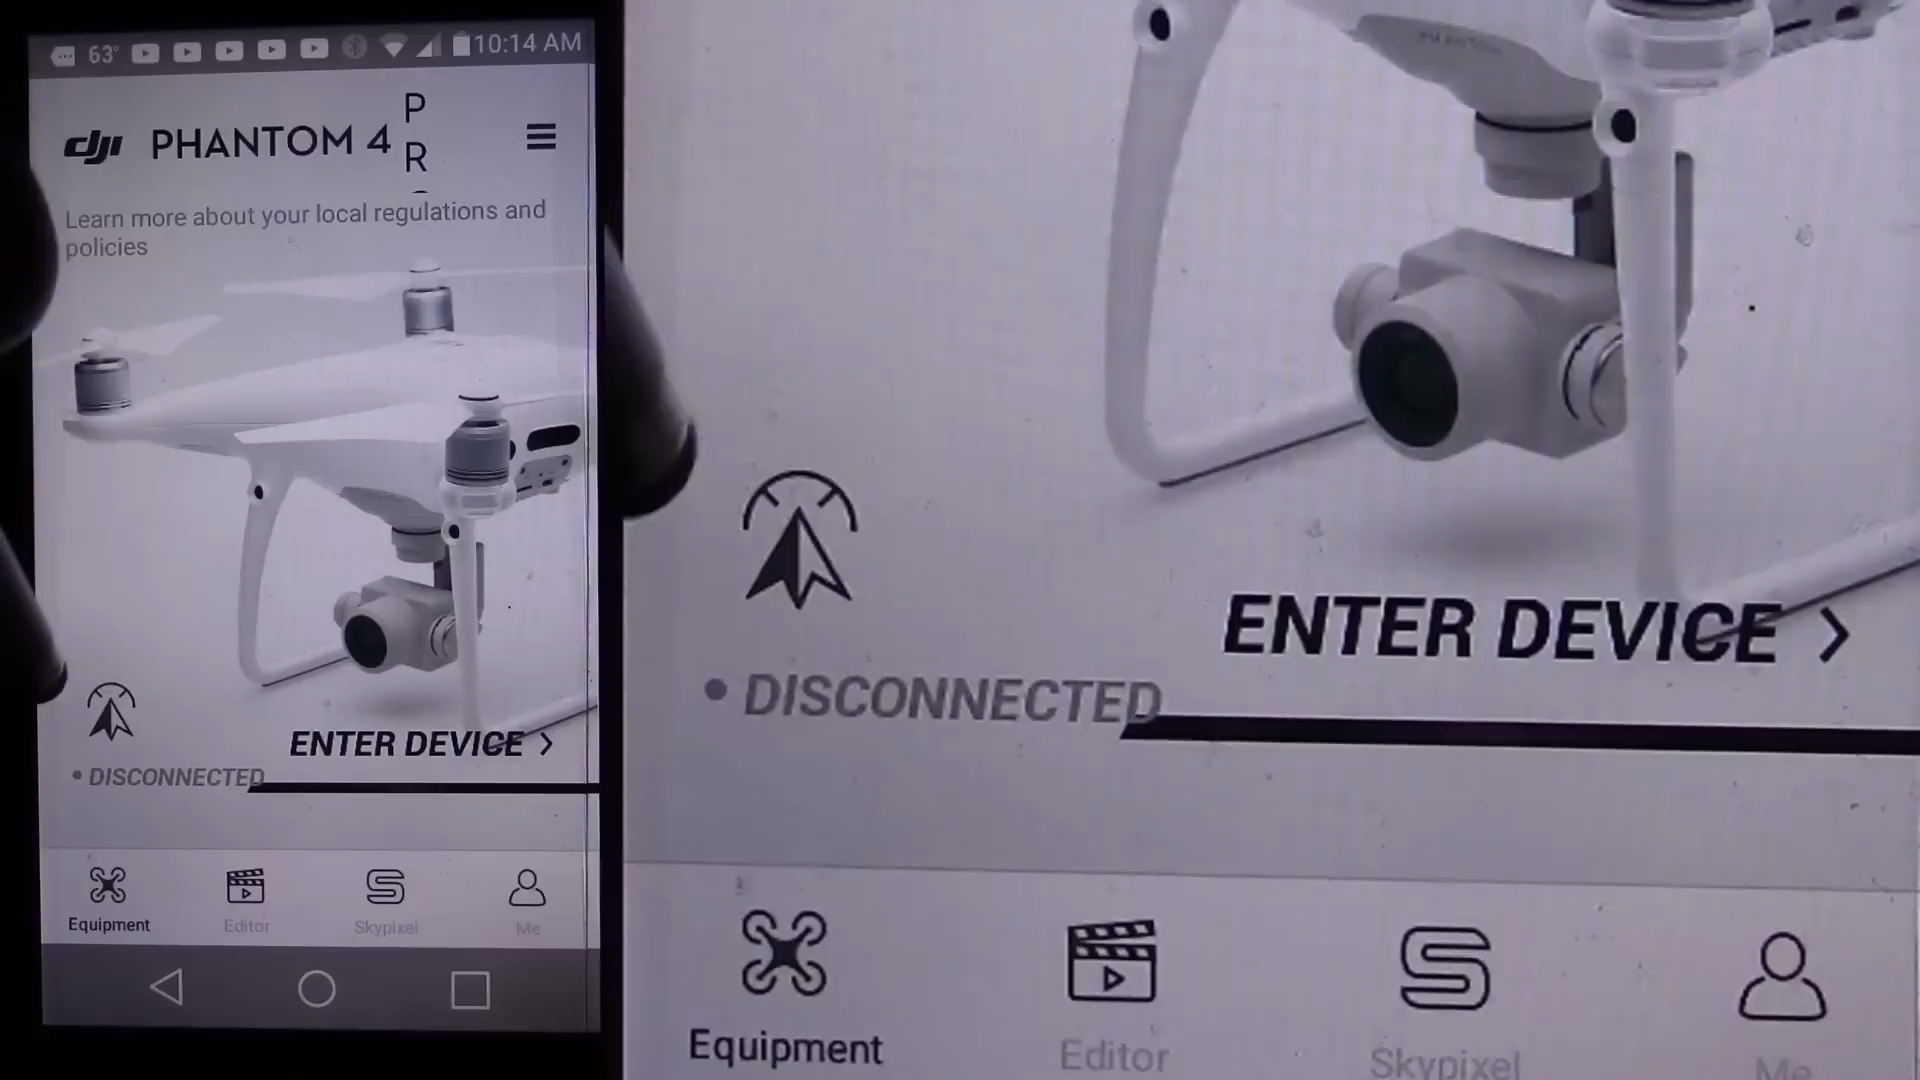 63° 10:14 AM
dji PHANTOM 4 P
R
Learn more about your local regulations and
policies
ENTER DEVICE >
• DISCONNECTED
Equipment Editor Skypixel Me
ENTER DEVICE >
• DISCONNECTED
Equipment Editor Skypixel Me